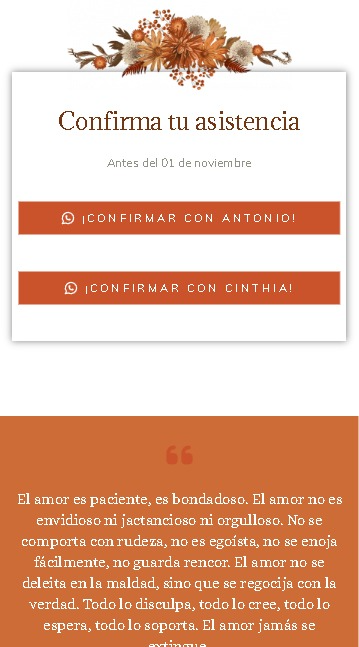 Confirma tu asistencia
Antes del 01 de noviembre
¡CONFIRMAR CON ANTONIO!
¡CONFIRMAR CON CINTHIA!
“
El amor es paciente, es bondadoso. El amor no es
envidioso ni jactancioso ni orgulloso. No se
comporta con rudeza, no es egoísta, no se enoja
fácilmente, no guarda rencor. El amor no se
deleita en la maldad, sino que se regocija con la
verdad. Todo lo disculpa, todo lo cree, todo lo
espera, todo lo soporta. El amor jamás se
extingue.